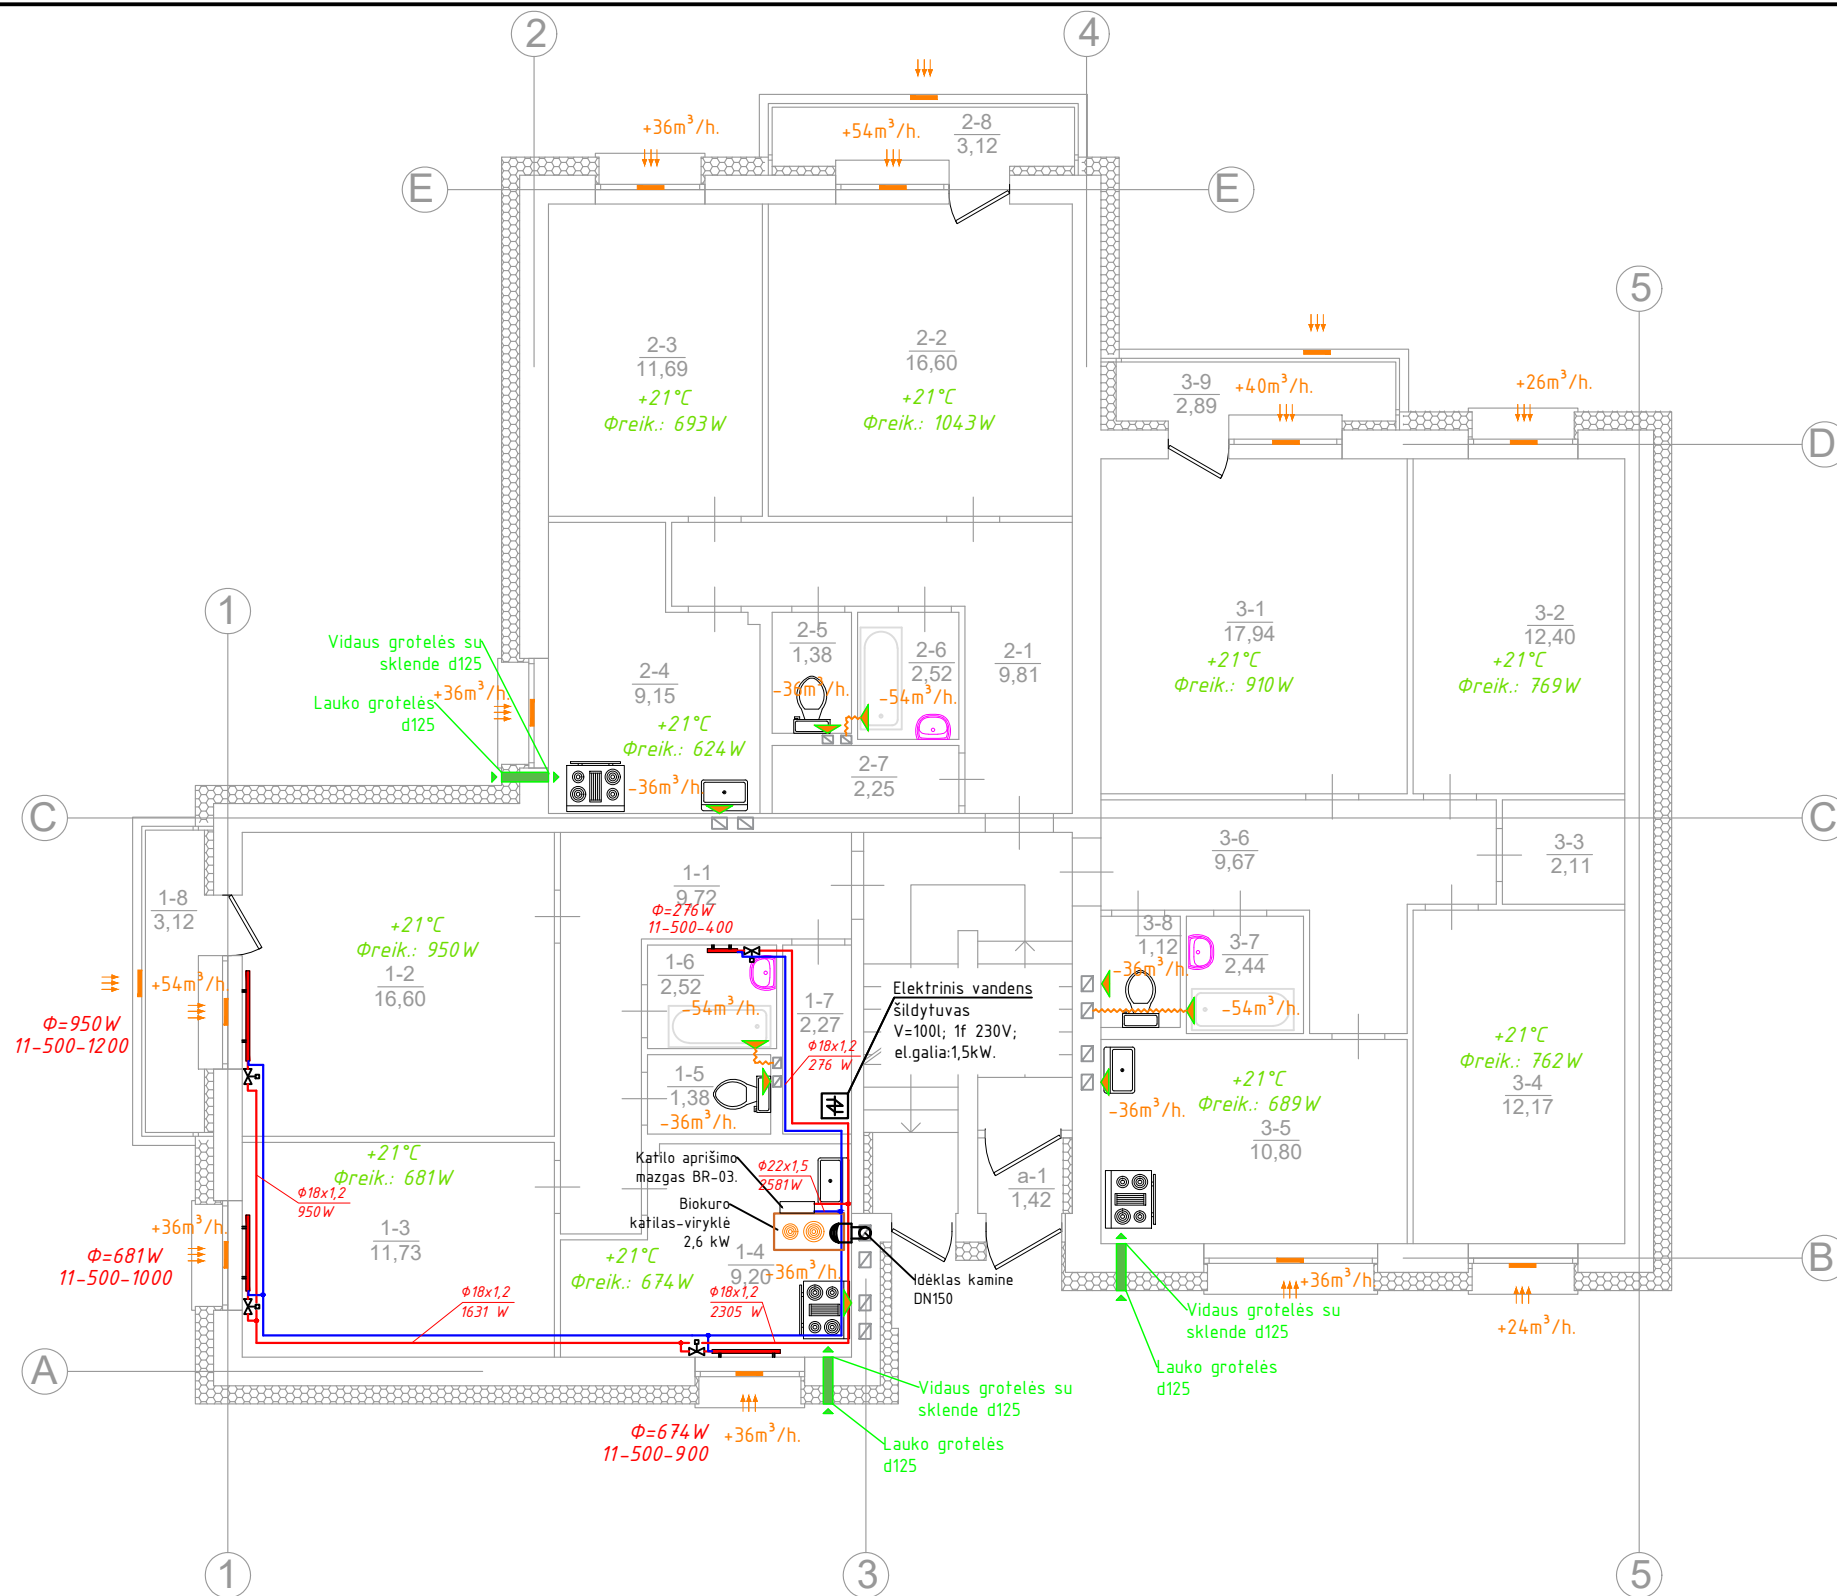 2
4
+36m³/h.
+54m³/h.
2-8
3,12
E
E
5
2-3
11,69
+21°C
Φreik.: 693W
2-2
16,60
+21°C
Φreik.: 1043W
3-9
2,89
+40m³/h.
+26m³/h.
D
1
Vidaus grotelės su
sklende d125
Lauko grotelės
d125
+36m³/h.
2-4
9,15
+21°C
Φreik.: 624W
-36m³/h.
2-5
1,38
-36m³/h.
2-6
2,52
-54m³/h.
2-1
9,81
2-7
2,25
3-1
17,94
+21°C
Φreik.: 910W
3-2
12,40
+21°C
Φreik.: 769W
C
C
3-6
9,67
3-3
2,11
1-8
3,12
+54m³/h.
+21°C
Φreik.: 950W
1-2
16,60
Φ=950W
11-500-1200
1-1
9,72
Φ=276W
11-500-400
1-6
2,52
-54m³/h.
1-7
2,27
Φ18x1,2
276 W
1-5
1,38
-36m³/h.
Elektrinis vandens
šildytuvas
V=100l; 1f 230V;
el.galia:1,5kW.
3-8
1,12
-36m³/h.
3-7
2,44
-54m³/h.
-36m³/h.
+21°C
Φreik.: 689W
3-5
10,80
+21°C
Φreik.: 762W
3-4
12,17
+21°C
Φreik.: 681W
Φ18x1,2
950W
1-3
11,73
+36m³/h.
Φ=681W
11-500-1000
Katilo aprišimo
mazgas BR-03.
Φ22x1,5
2581W
Biokuro
katilas-viryklė
2,6 kW
1-4
9,20
+36m³/h.
+21°C
Φreik.: 674W
Φ18x1,2
1631 W
Φ18x1,2
2305 W
Įdėklas kamine
DN150
a-1
1,42
B
+36m³/h.
+24m³/h.
Vidaus grotelės su
sklende d125
Lauko grotelės
d125
A
Vidaus grotelės su
sklende d125
Lauko grotelės
d125
Φ=674W
11-500-900
+36m³/h.
1
3
5